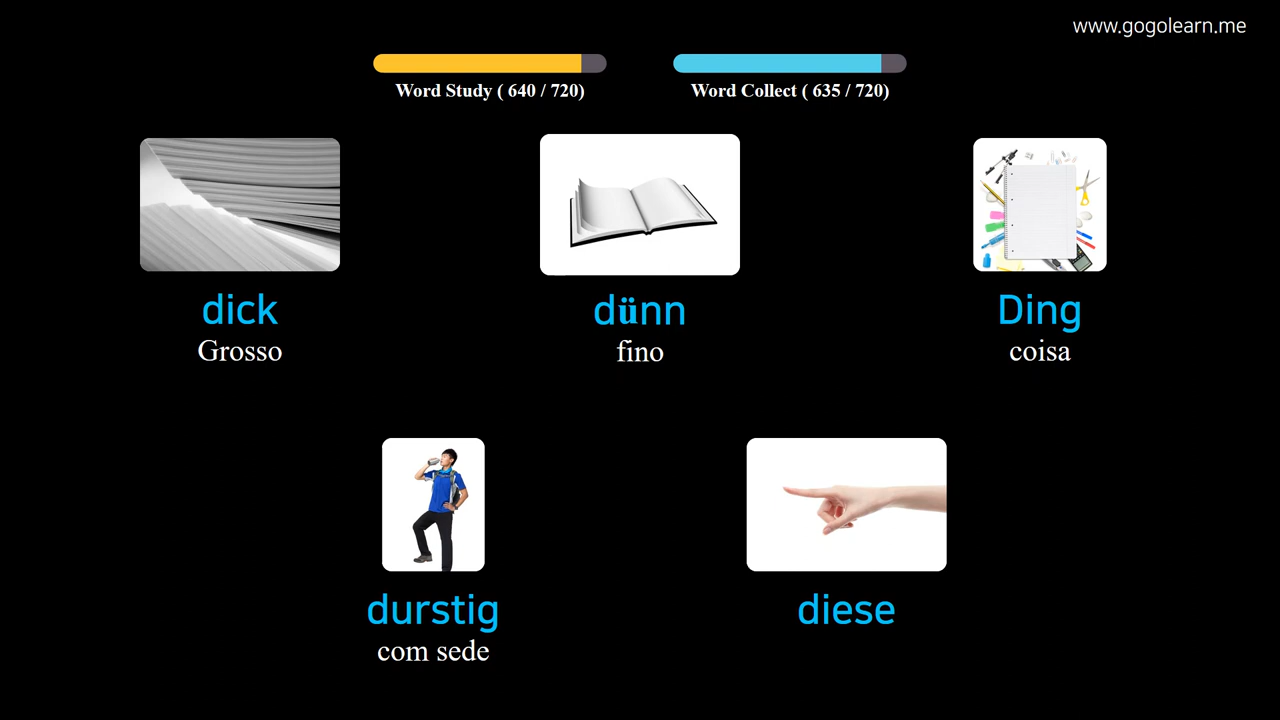 www.gogolearn.me
Word Study ( 640 / 720)
Word Collect ( 635 / 720)
dick
Grosso
dünn
fino
Ding
coisa
durstig
com sede
diese